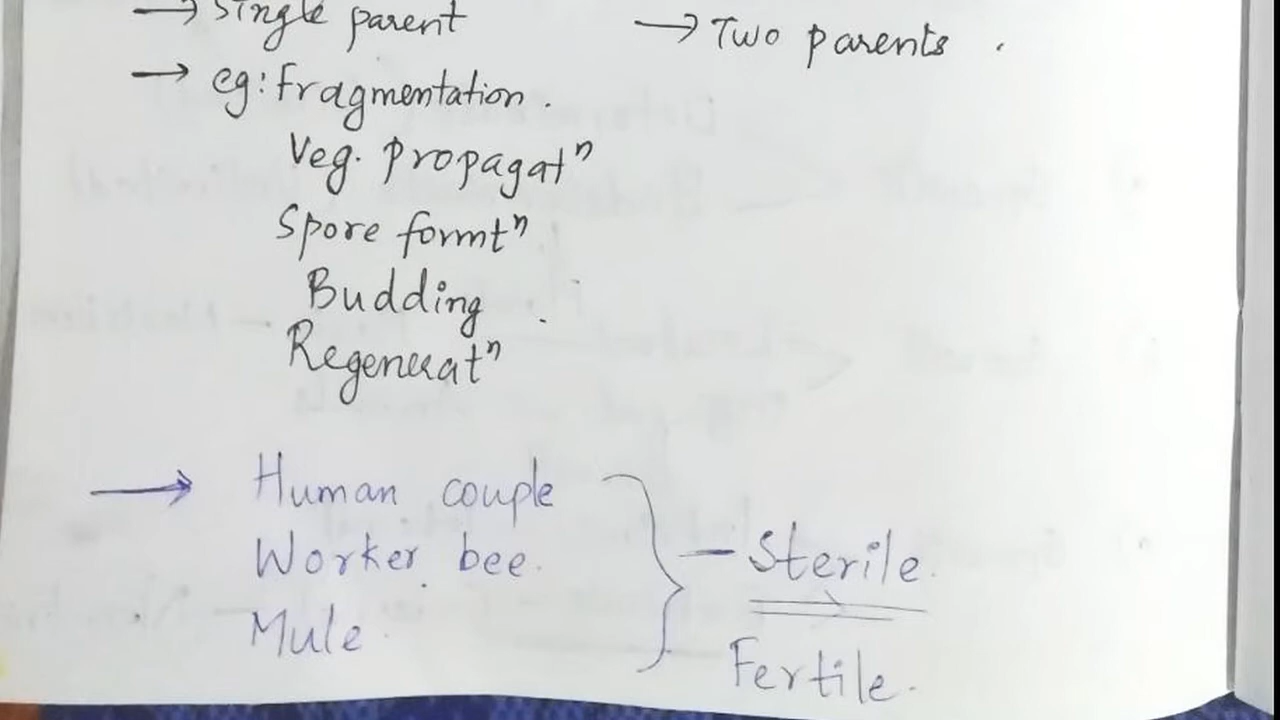 → Single parent
→ Two parents.
→ eg: Fragmentation.
Veg. propagatⁿ
Spore formtⁿ
Budding
Regeneratⁿ
→ Human couple
Worker bee.
Mule
} — Sterile.
Fertile.